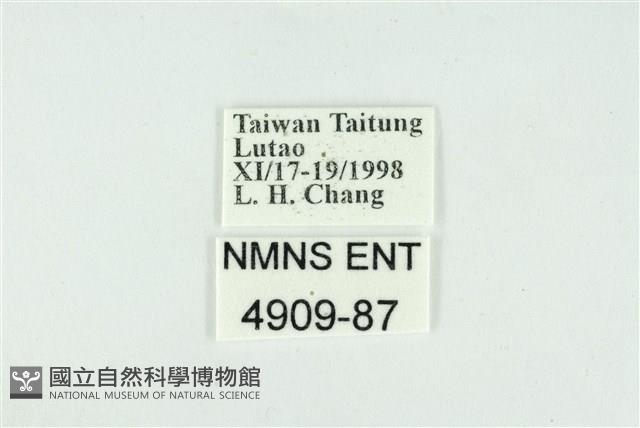 Taiwan Taitung
Lutao
XI/17-19/1998
L. H. Chang
NMNS ENT
4909-87
國立自然科學博物館
NATIONAL MUSEUM OF NATURAL SCIENCE